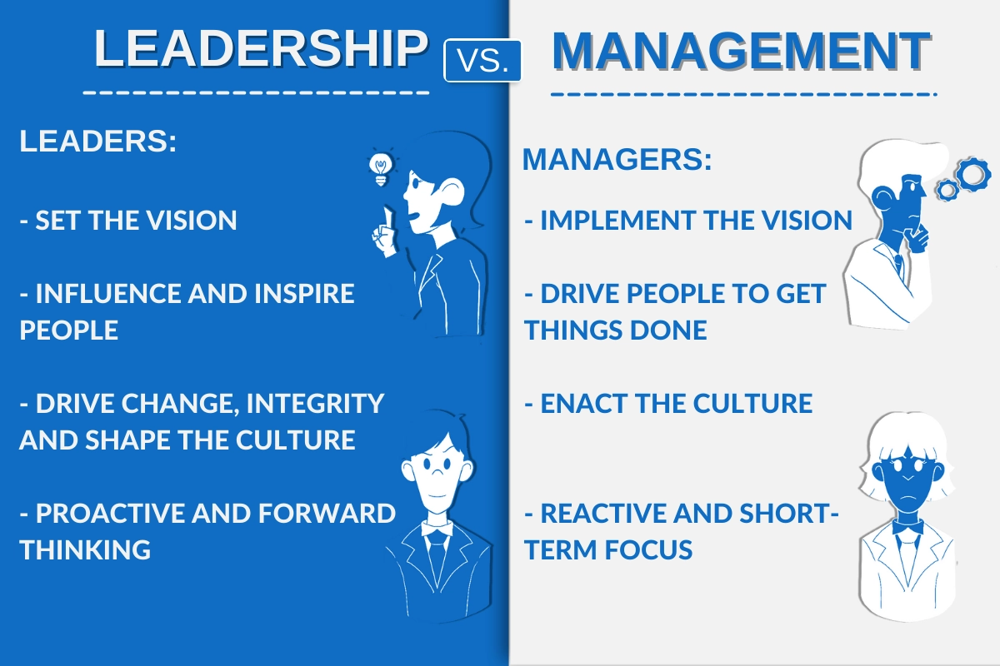 LEADERSHIP
VS.
MANAGEMENT
LEADERS:
- SET THE VISION
- INFLUENCE AND INSPIRE
PEOPLE
- DRIVE CHANGE, INTEGRITY
AND SHAPE THE CULTURE
- PROACTIVE AND FORWARD
THINKING
MANAGERS:
- IMPLEMENT THE VISION
- DRIVE PEOPLE TO GET
THINGS DONE
- ENACT THE CULTURE
- REACTIVE AND SHORT-
TERM FOCUS